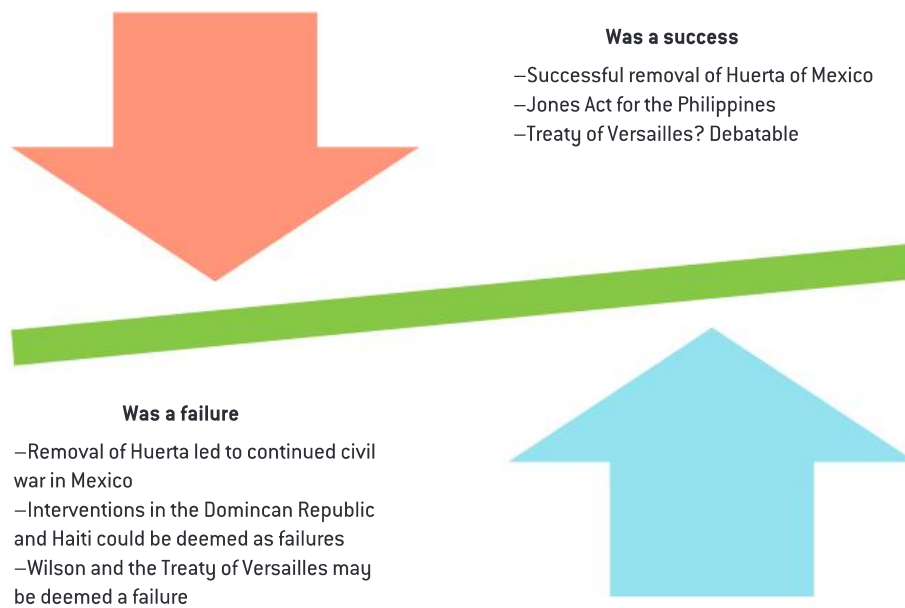 Was a success
–Successful removal of Huerta of Mexico
–Jones Act for the Philippines
–Treaty of Versailles? Debatable
Was a failure
–Removal of Huerta led to continued civil
war in Mexico
–Interventions in the Domincan Republic
and Haiti could be deemed as failures
–Wilson and the Treaty of Versailles may
be deemed a failure